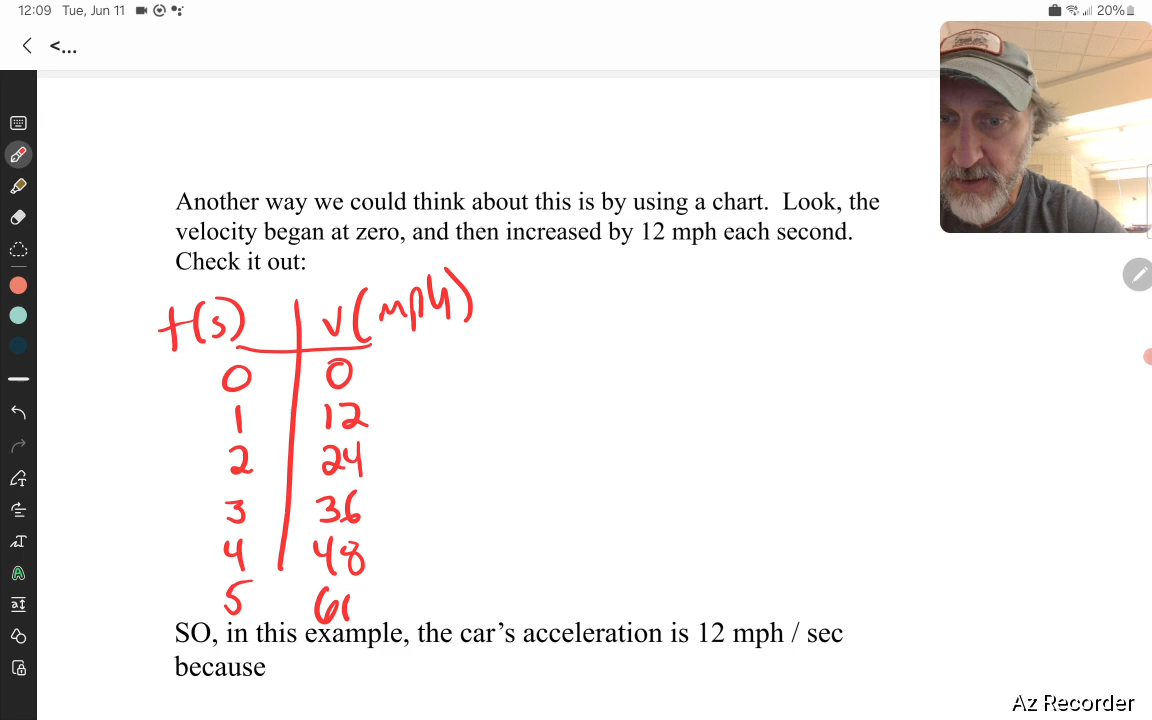 12:09 Tue, Jun 11
20%
<...
Another way we could think about this is by using a chart. Look, the
velocity began at zero, and then increased by 12 mph each second.
Check it out:
t(s) v(mph)
0 0
1 12
2 24
3 36
4 48
5
SO, in this example, the car's acceleration is 12 mph / sec
because
Az Recorder